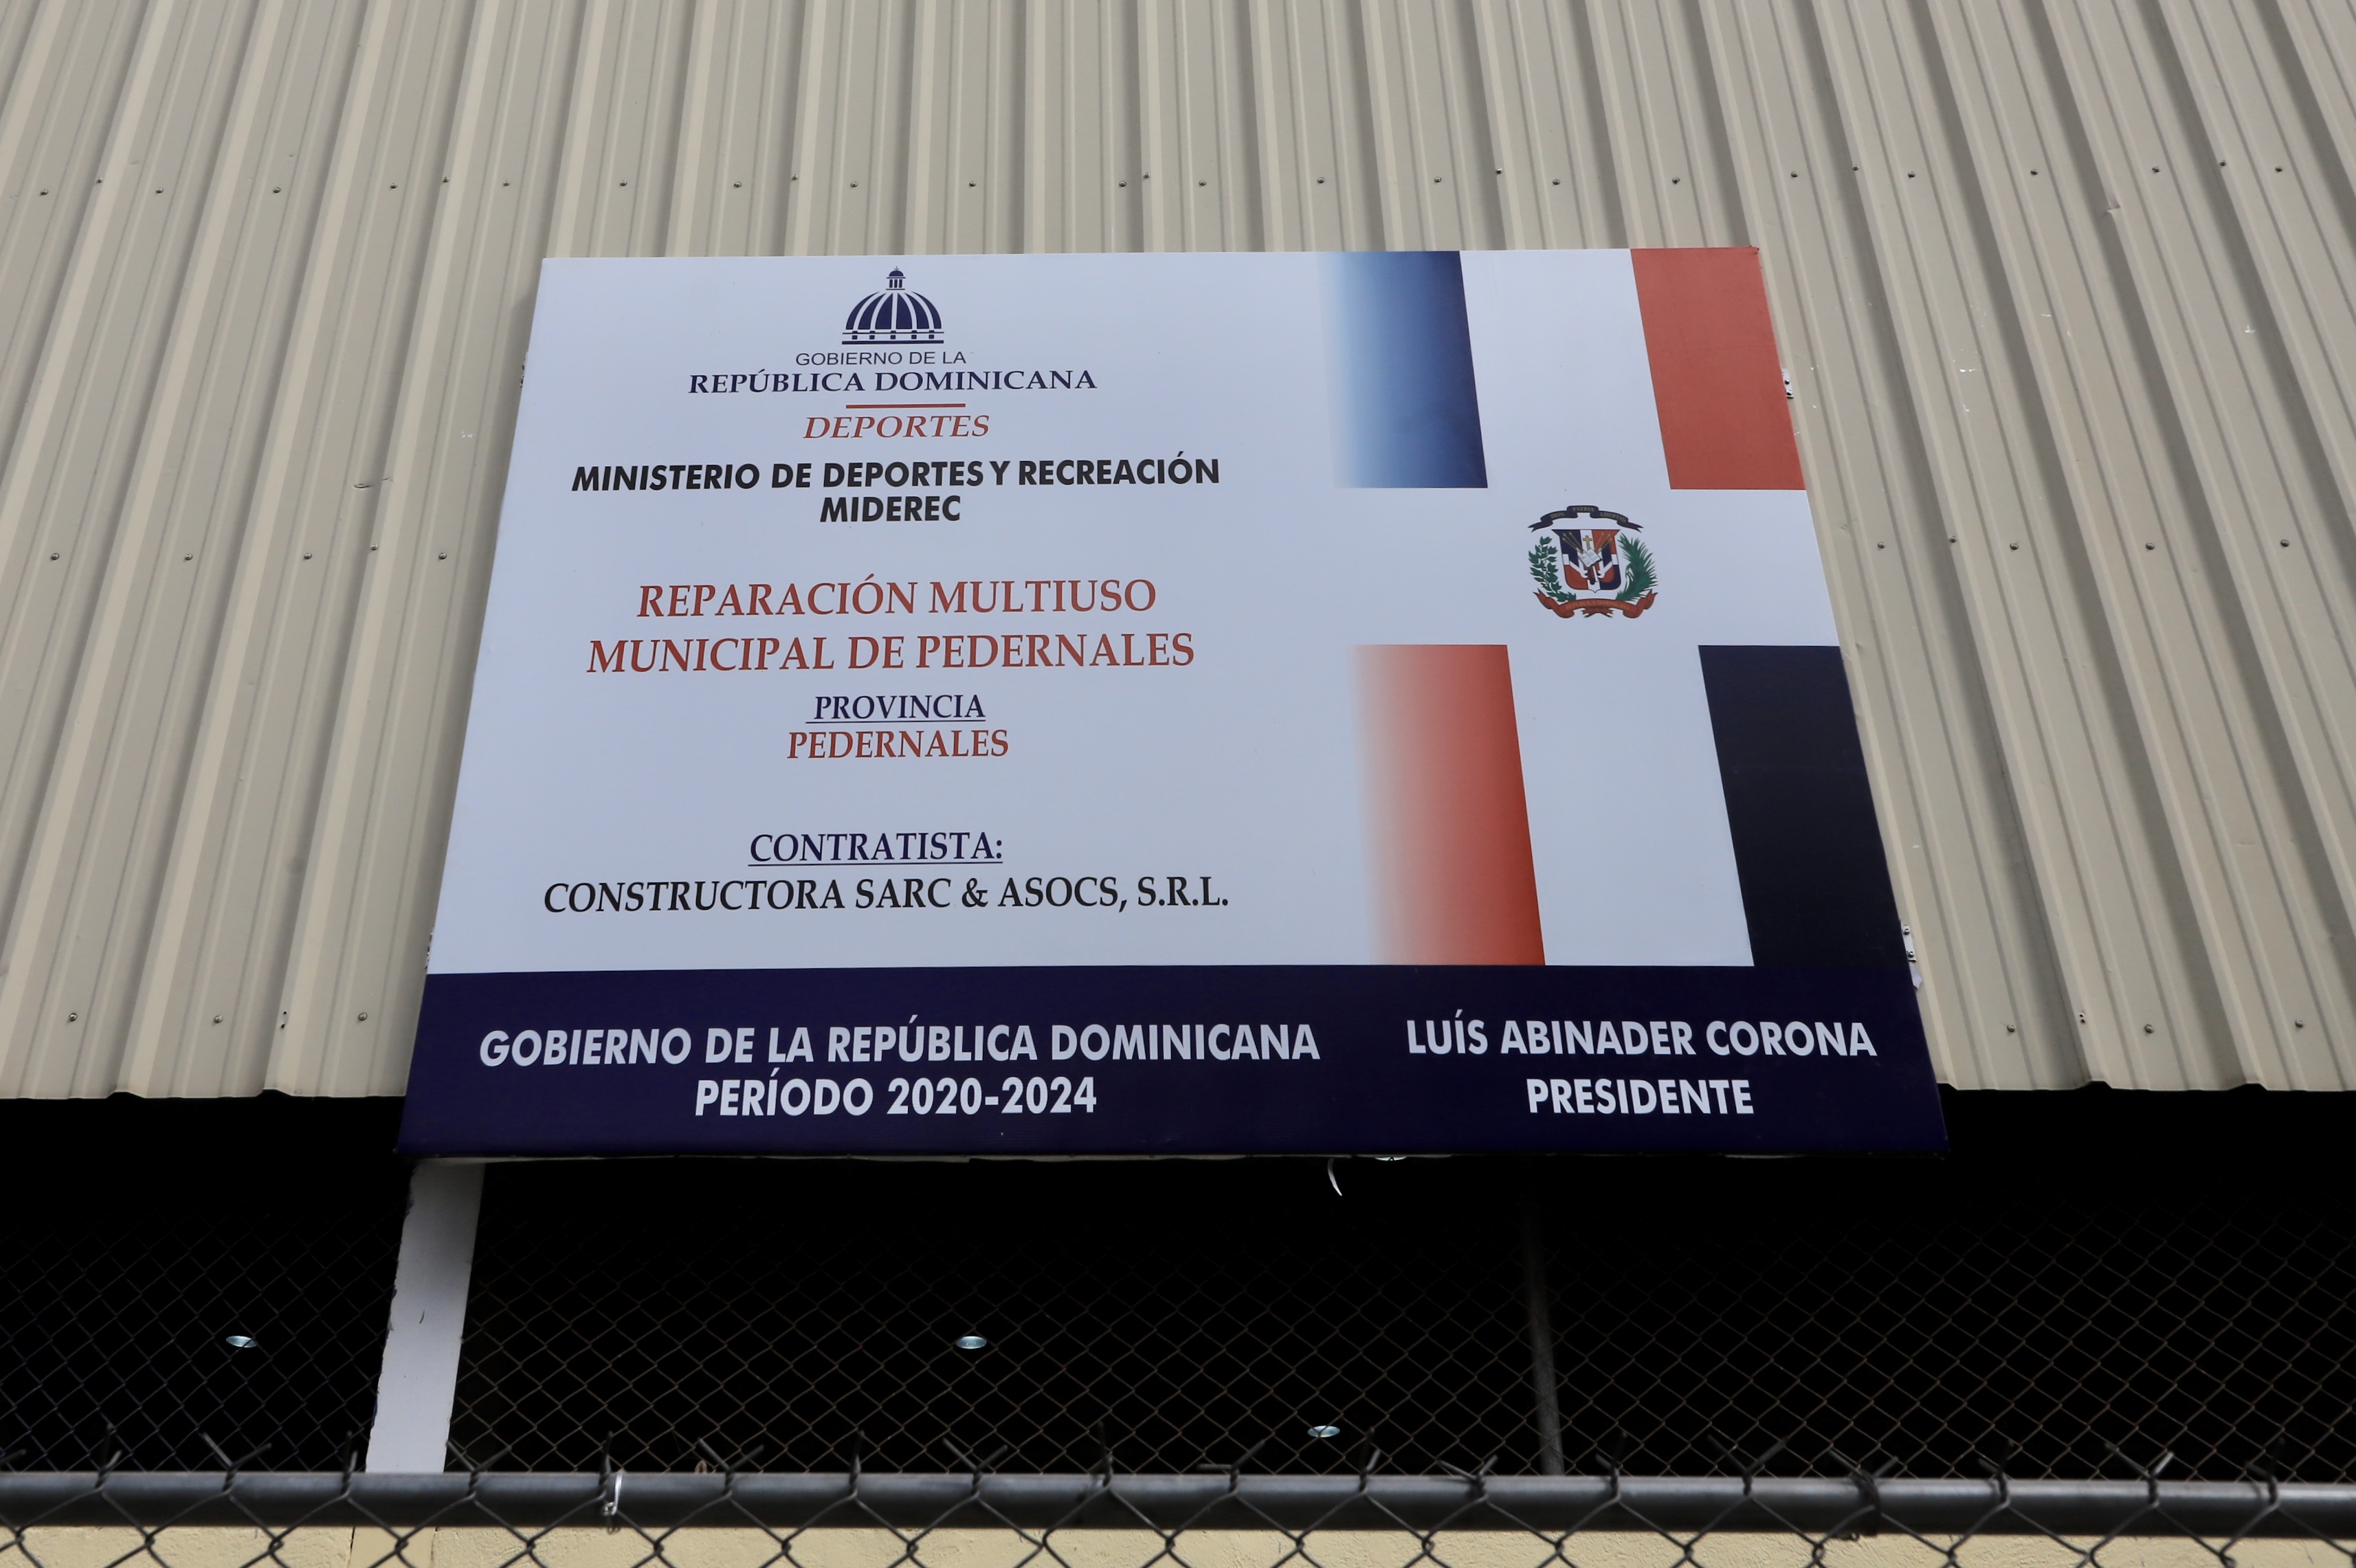 GOBIERNO DE LA
REPÚBLICA DOMINICANA
DEPORTES
MINISTERIO DE DEPORTES Y RECREACIÓN
MIDEREC
REPARACIÓN MULTIUSO
MUNICIPAL DE PEDERNALES
PROVINCIA
PEDERNALES
CONTRATISTA:
CONSTRUCTORA SARC & ASOCS, S.R.L.
GOBIERNO DE LA REPÚBLICA DOMINICANA
PERÍODO 2020-2024
LUÍS ABINADER CORONA
PRESIDENTE